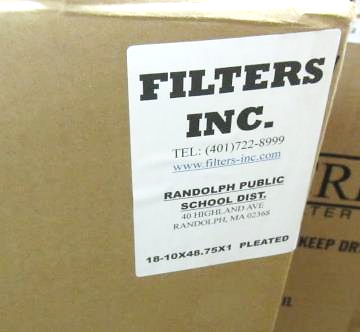 FILTERS
INC.
TEL: (401)722-8999
www.filters-inc.com
RANDOLPH PUBLIC
SCHOOL DIST.
40 HIGHLAND AVE
RANDOLPH, MA 02368
18-10X48.75X1 PLEATED
KEEP DR